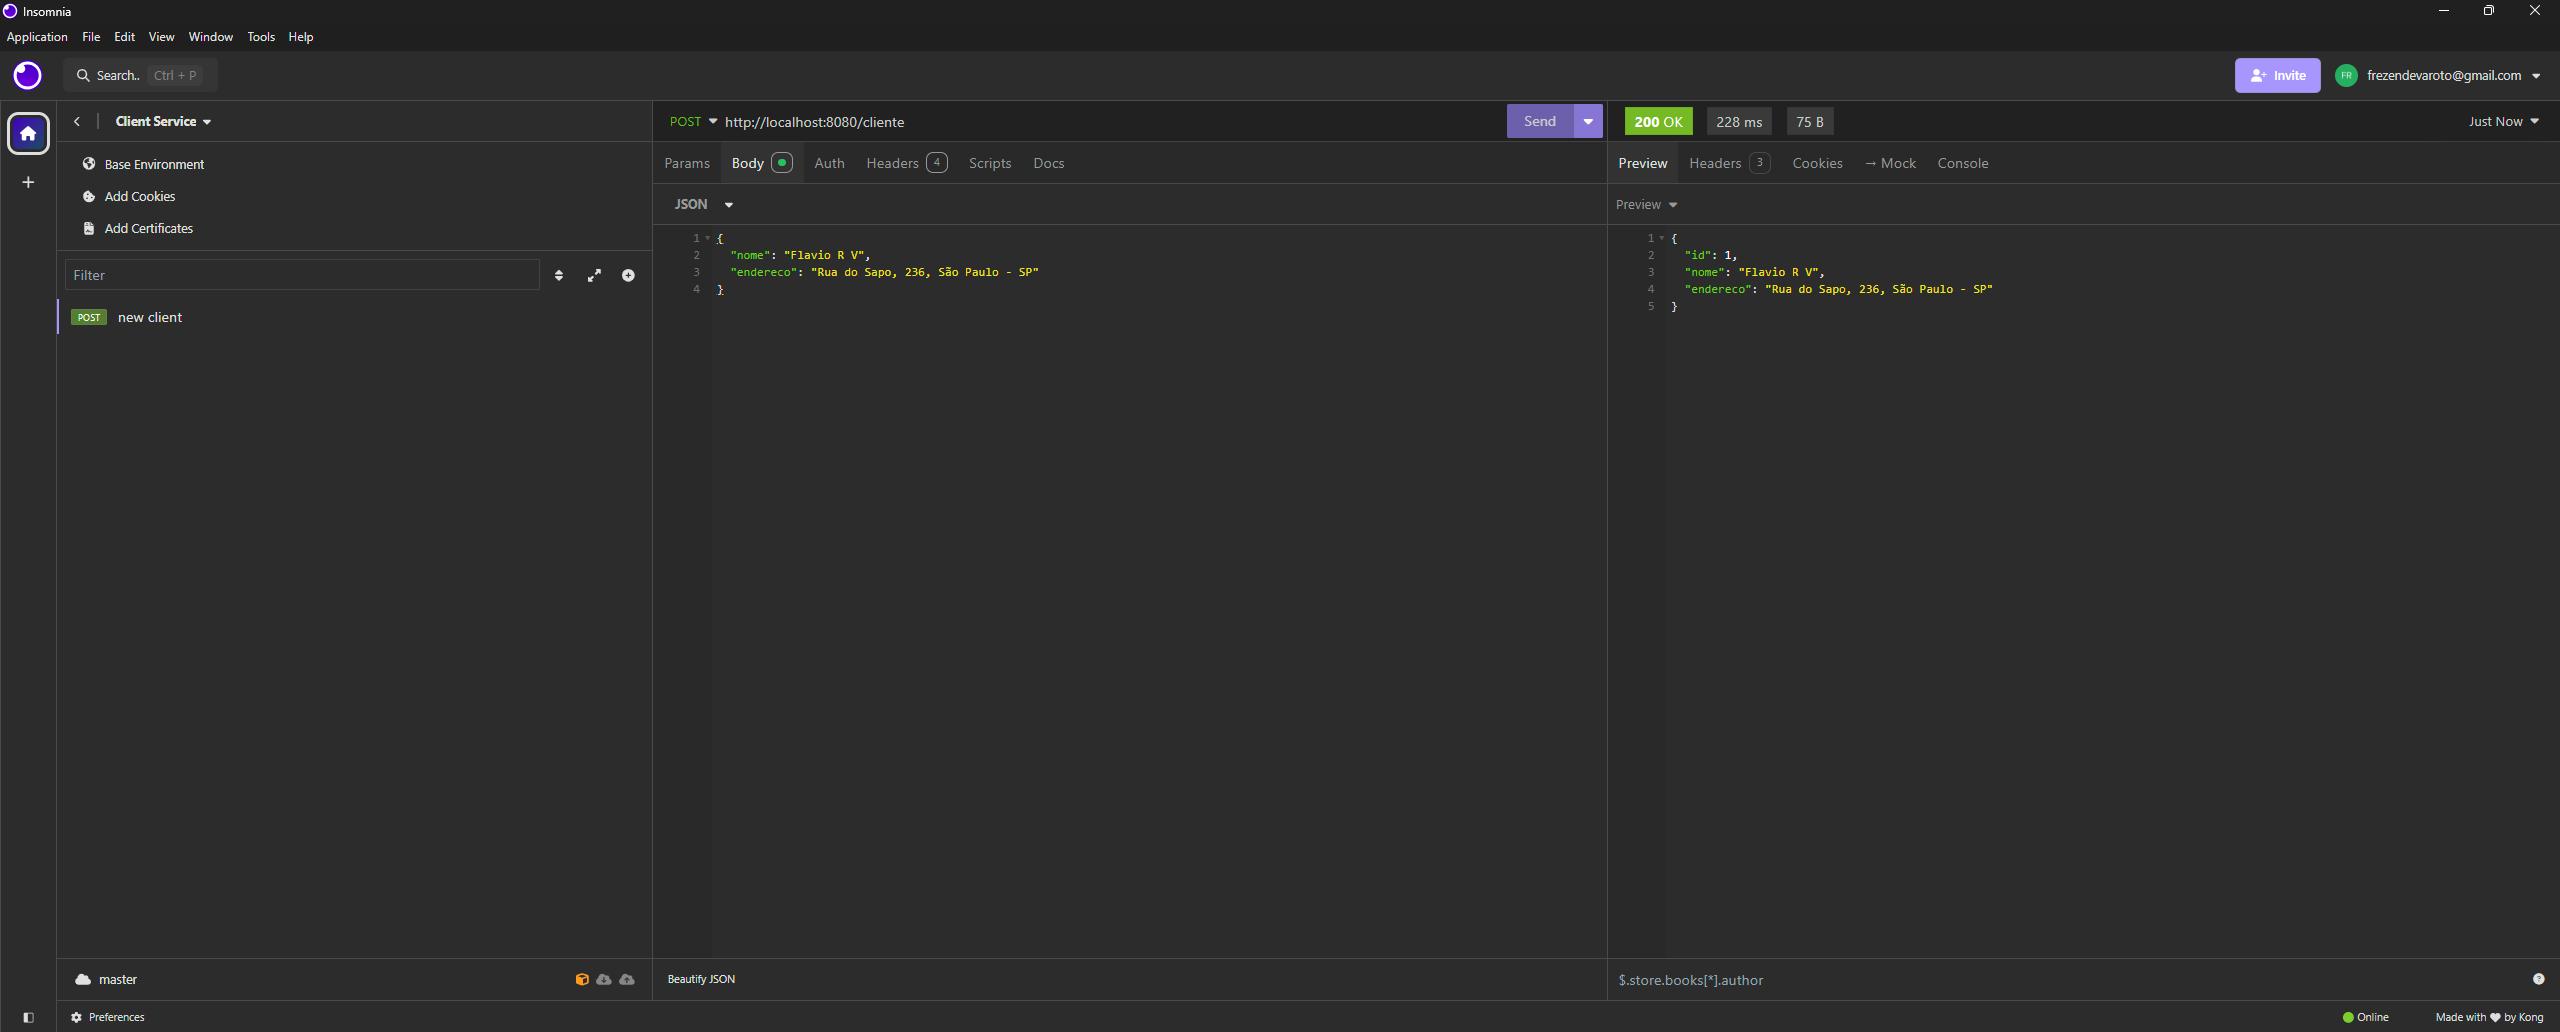 Insomnia
Application File Edit View Window Tools Help
Search.. Ctrl + P
Invite FR frezendevaroto@gmail.com
Client Service
Base Environment
Add Cookies
Add Certificates
Filter
POST new client
master
Preferences
POST http://localhost:8080/cliente Send
Params Body Auth Headers 4 Scripts Docs
JSON
1 {
2 "nome": "Flavio R V",
3 "endereco": "Rua do Sapo, 236, São Paulo - SP"
4 }
Beautify JSON
200 OK 228 ms 75 B Just Now
Preview Headers 3 Cookies → Mock Console
Preview
1 {
2 "id": 1,
3 "nome": "Flavio R V",
4 "endereco": "Rua do Sapo, 236, São Paulo - SP"
5 }
$.store.books[*].author
Online Made with ❤ by Kong